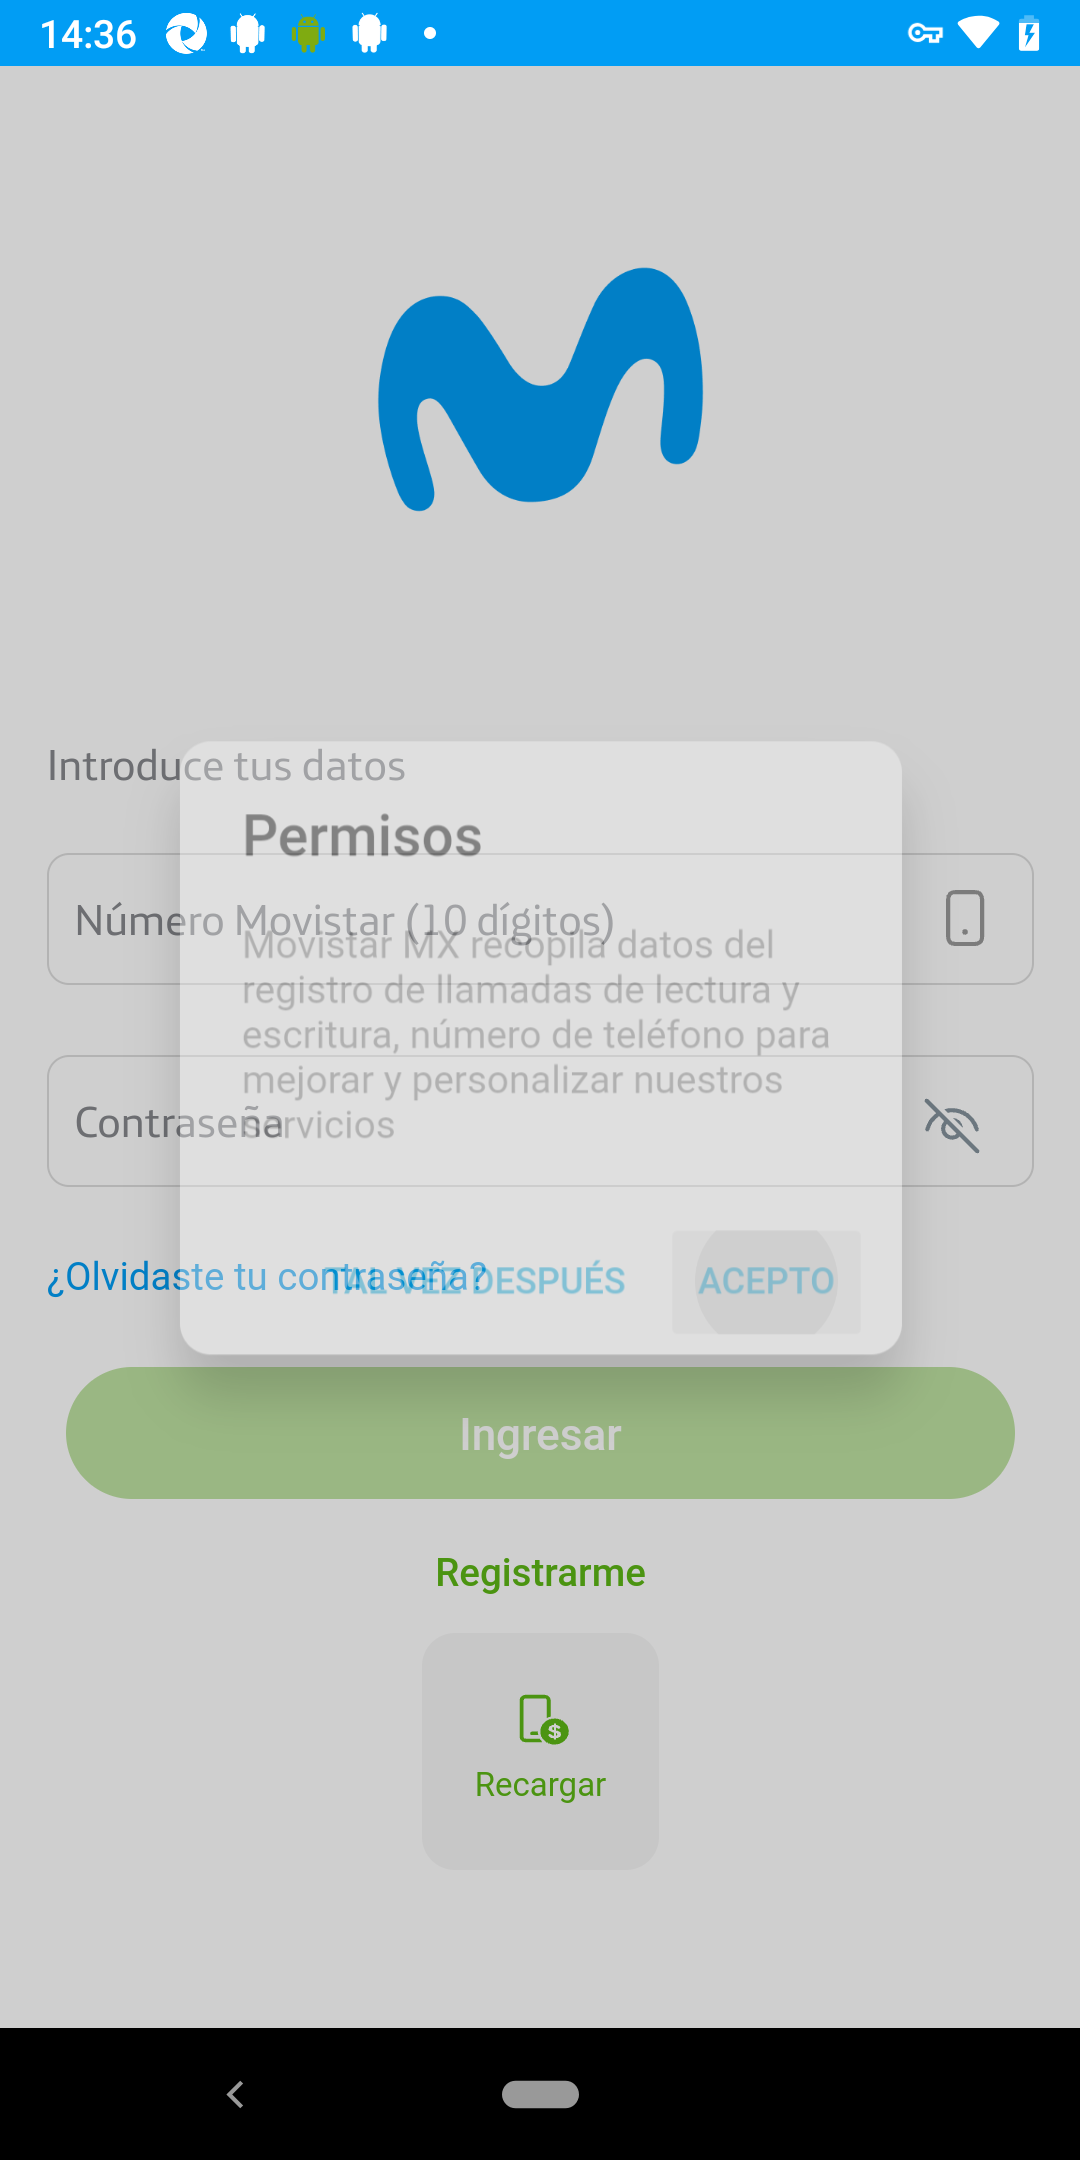 14:36
Introduce tus datos
Permisos
Número Movistar (10 dígitos)
Movistar MX recopila datos del
registro de llamadas de lectura y
escritura, número de teléfono para
mejorar y personalizar nuestros
servicios
Contraseña
¿Olvidaste tu contraseña?
TAL VEZ DESPUÉS
ACEPTO
Ingresar
Registrarme
Recargar